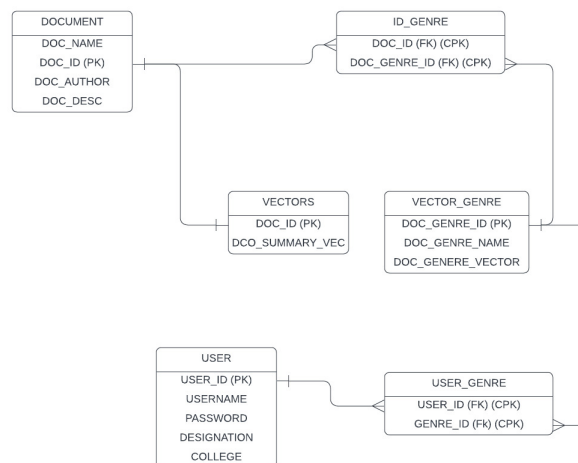 DOCUMENT
DOC_NAME
DOC_ID (PK)
DOC_AUTHOR
DOC_DESC
ID_GENRE
DOC_ID (FK) (CPK)
DOC_GENRE_ID (FK) (CPK)
VECTORS
DOC_ID (PK)
DCO_SUMMARY_VEC
VECTOR_GENRE
DOC_GENRE_ID (PK)
DOC_GENRE_NAME
DOC_GENERE_VECTOR
USER
USER_ID (PK)
USERNAME
PASSWORD
DESIGNATION
COLLEGE
USER_GENRE
USER_ID (FK) (CPK)
GENRE_ID (Fk) (CPK)